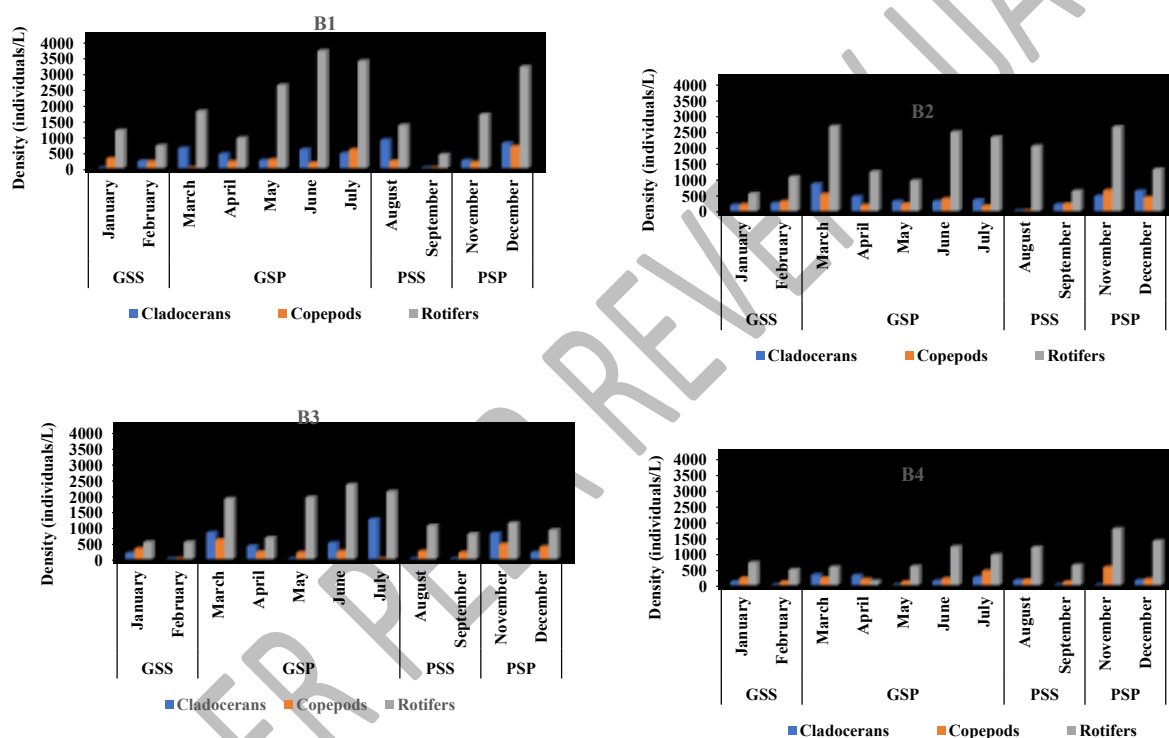 B1
Density (individuals/L)
4000
3500
3000
2500
2000
1500
1000
500
0
January
February
March
April
May
June
July
August
September
November
December
GSS
GSP
PSS
PSP
Cladocerans
Copepods
Rotifers
B2
Density (individuals/L)
4000
3500
3000
2500
2000
1500
1000
500
0
January
February
March
April
May
June
July
August
September
November
December
GSS
GSP
PSS
PSP
Cladocerans
Copepods
Rotifers
B3
Density (individuals/L)
4000
3500
3000
2500
2000
1500
1000
500
0
January
February
March
April
May
June
July
August
September
November
December
GSS
GSP
PSS
PSP
Cladocerans
Copepods
Rotifers
B4
Density (individuals/L)
4000
3500
3000
2500
2000
1500
1000
500
0
January
February
March
April
May
June
July
August
September
November
December
GSS
GSP
PSS
PSP
Cladocerans
Copepods
Rotifers